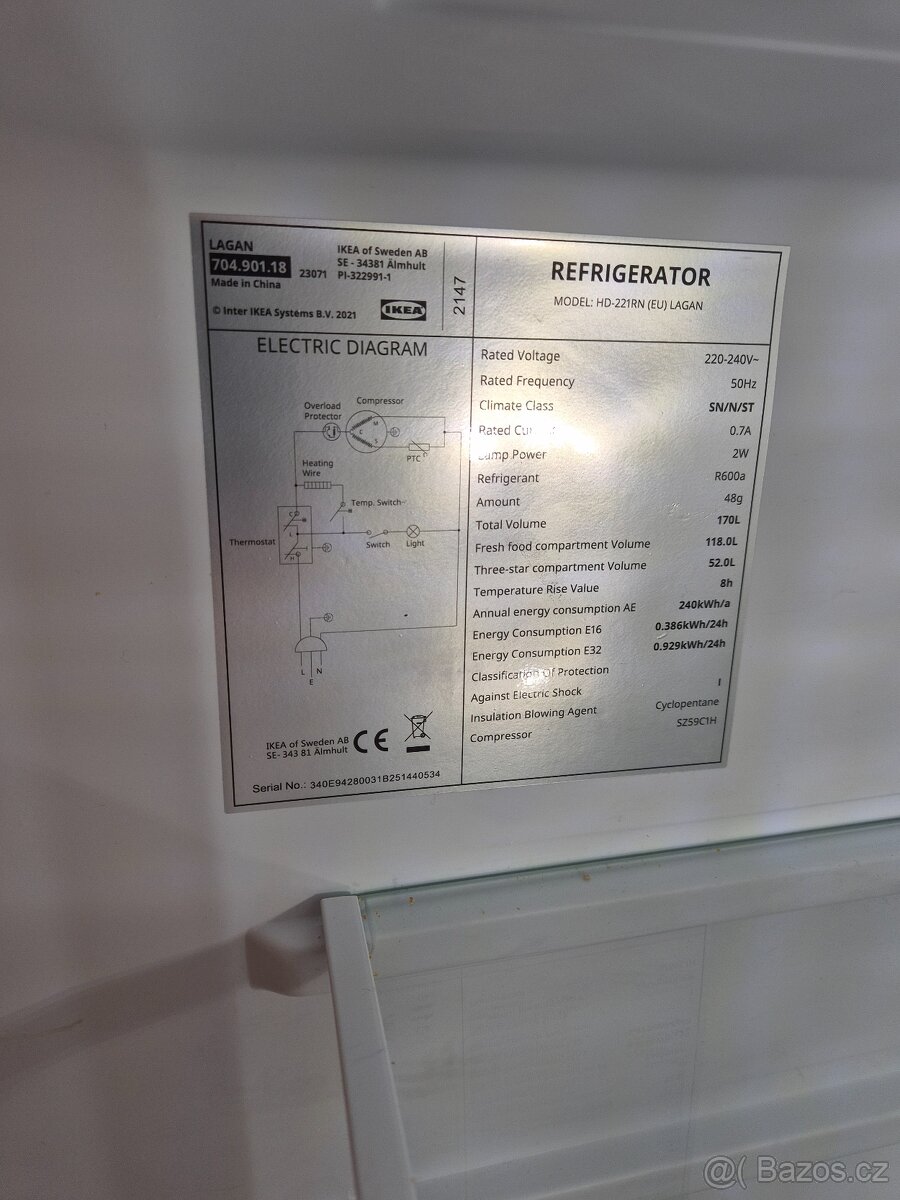 LAGAN
704.901.18
Made in China
23071
IKEA of Sweden AB
SE - 34381 Älmhult
PI-322991-1
© Inter IKEA Systems B.V. 2021
IKEA
2147
REFRIGERATOR
MODEL: HD-221RN (EU) LAGAN
ELECTRIC DIAGRAM
Overload
Protector
Compressor
M
C
S
PTC
Heating
Wire
Temp. Switch
C
L
H
Thermostat
Switch
Light
L
N
E
IKEA of Sweden AB
SE- 343 81 Älmhult
CE
Serial No.: 340E94280031B251440534
Rated Voltage 220-240V~
Rated Frequency 50Hz
Climate Class SN/N/ST
Rated 0.7A
Lamp Power 2W
Refrigerant R600a
Amount 48g
Total Volume 170L
Fresh food compartment Volume 118.0L
Three-star compartment Volume 52.0L
Temperature Rise Value 8h
Annual energy consumption AE 240kWh/a
Energy Consumption E16 0.386kWh/24h
Energy Consumption E32 0.929kWh/24h
Classification Of Protection
Against Electric Shock I
Insulation Blowing Agent Cyclopentane
Compressor SZ59C1H
@( Bazos.cz